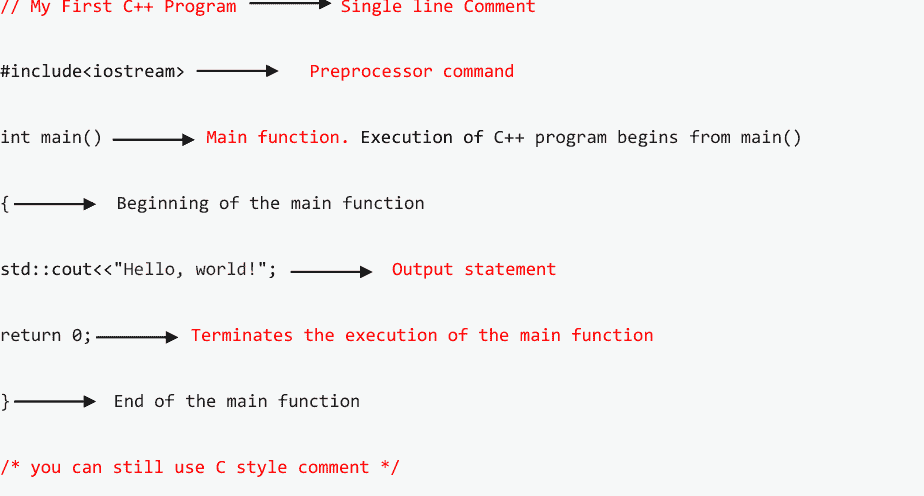 // My First C++ Program Single line Comment
#include<iostream> Preprocessor command
int main() Main function. Execution of C++ program begins from main()
{ Beginning of the main function
std::cout<<"Hello, world!"; Output statement
return 0; Terminates the execution of the main function
} End of the main function
/* you can still use C style comment */